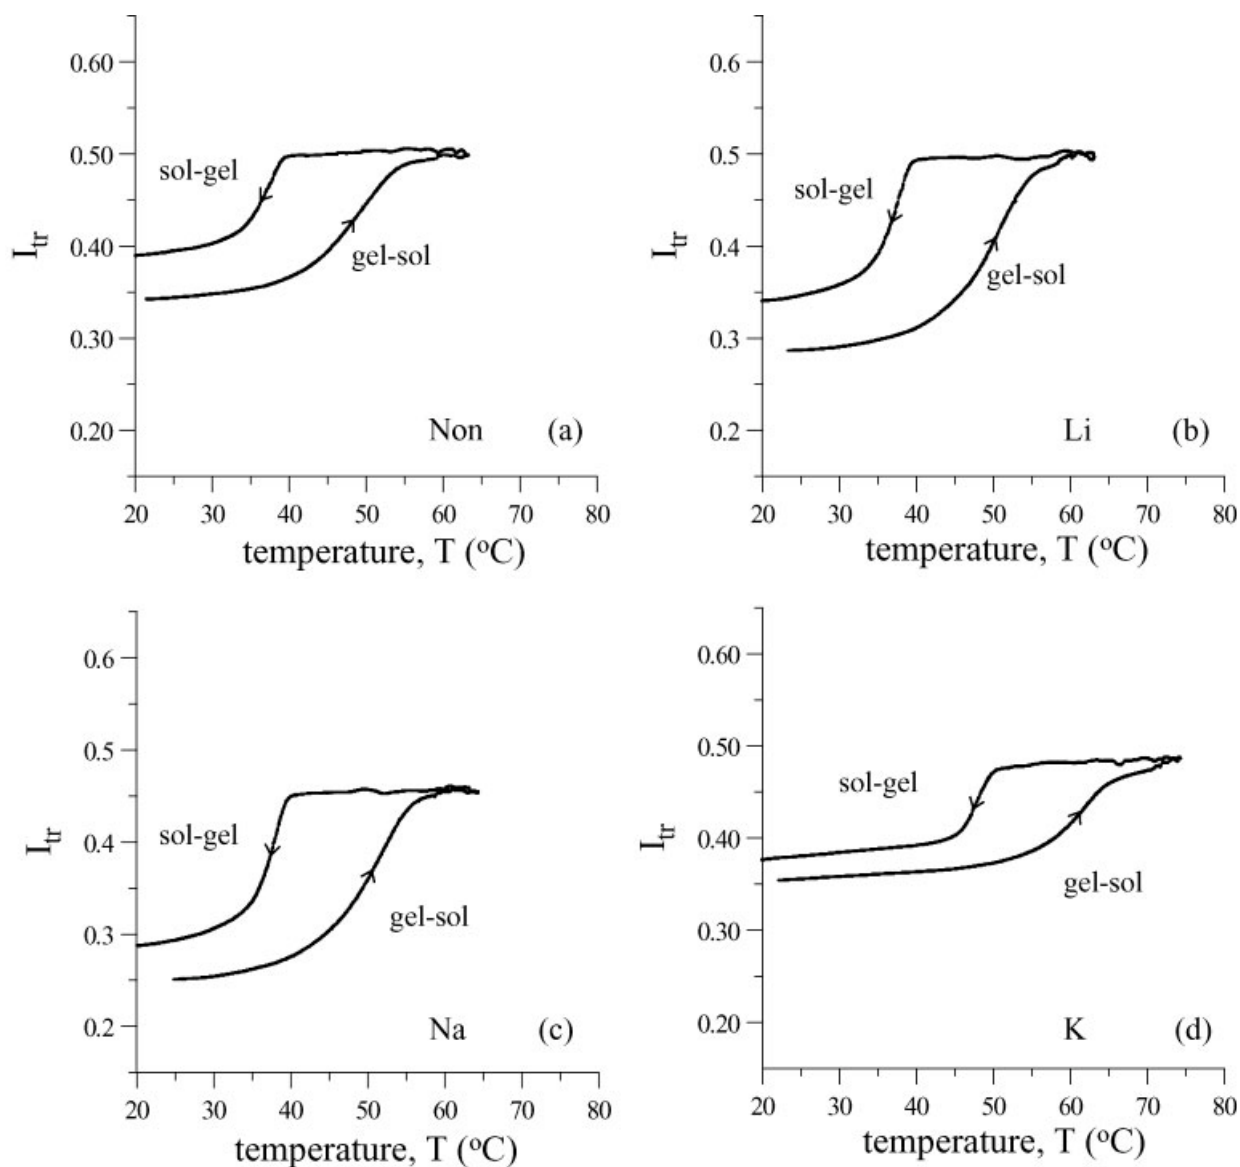 0.60
0.50
sol-gel
0.40
I_tr
gel-sol
0.30
0.20
Non (a)
20 30 40 50 60 70 80
temperature, T (°C)
0.6
0.5
sol-gel
0.4
I_tr
gel-sol
0.3
0.2
Li (b)
20 30 40 50 60 70 80
temperature, T (°C)
0.6
0.5
sol-gel
0.4
I_tr
gel-sol
0.3
0.2
Na (c)
20 30 40 50 60 70 80
temperature, T (°C)
0.60
0.50
sol-gel
0.40
I_tr
gel-sol
0.30
0.20
K (d)
20 30 40 50 60 70 80
temperature, T (°C)